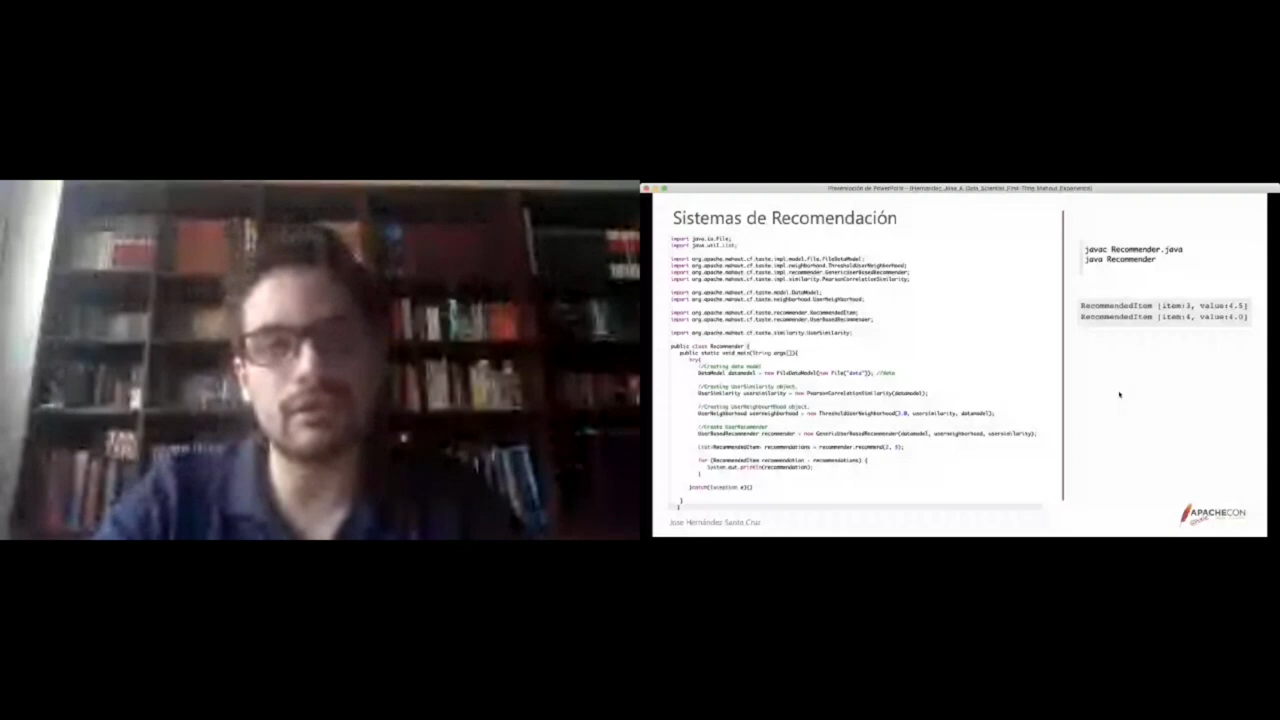 Presentación de PowerPoint - (Hernandez_Jose_A_Data_Scientist_First-Time_Mahout_Experience)
Sistemas de Recomendación
import java.io.File;
import java.util.List;
import org.apache.mahout.cf.taste.impl.model.file.FileDataModel;
import org.apache.mahout.cf.taste.impl.neighborhood.ThresholdUserNeighborhood;
import org.apache.mahout.cf.taste.impl.recommender.GenericUserBasedRecommender;
import org.apache.mahout.cf.taste.impl.similarity.PearsonCorrelationSimilarity;
import org.apache.mahout.cf.taste.model.DataModel;
import org.apache.mahout.cf.taste.neighborhood.UserNeighborhood;
import org.apache.mahout.cf.taste.recommender.RecommendedItem;
import org.apache.mahout.cf.taste.recommender.UserBasedRecommender;
import org.apache.mahout.cf.taste.similarity.UserSimilarity;
public class Recommender {
public static void main(String args[]){
try{
//Creating data model
DataModel datamodel = new FileDataModel(new File("data")); //data
//Creating UserSimilarity object.
UserSimilarity usersimilarity = new PearsonCorrelationSimilarity(datamodel);
//Creating UserNeighbourHHood object.
UserNeighborhood userneighborhood = new ThresholdUserNeighborhood(3.0, usersimilarity, datamodel);
//Create UserRecomender
UserBasedRecommender recommender = new GenericUserBasedRecommender(datamodel, userneighborhood, usersimilarity);
List<RecommendedItem> recommendations = recommender.recommend(2, 3);
for (RecommendedItem recommendation : recommendations) {
System.out.println(recommendation);
}
}catch(Exception e){}
}
}
javac Recommender.java
java Recommender
RecommendedItem [item:3, value:4.5]
RecommendedItem [item:4, value:4.0]
Jose Hernández Santa Cruz
APACHECON